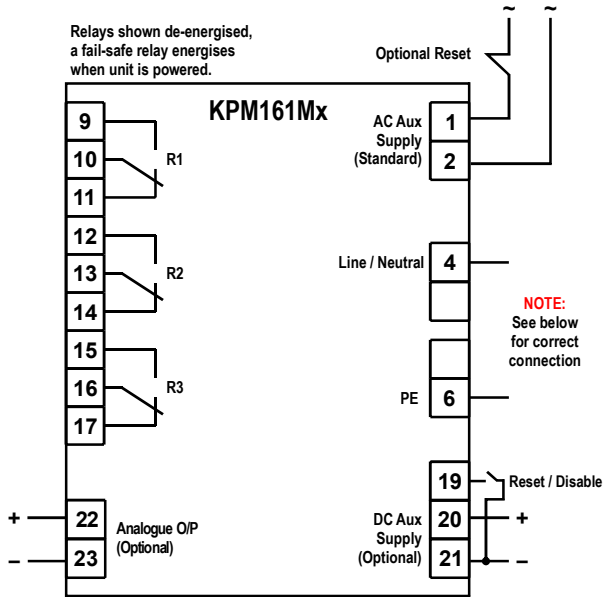 ~ ~
Relays shown de-energised,
a fail-safe relay energises
when unit is powered.
Optional Reset
KPM161Mx
9
10
11
R1
12
13
14
R2
15
16
17
R3
AC Aux
Supply
(Standard)
1
2
Line / Neutral
4
NOTE:
See below
for correct
connection
PE
6
19
Reset / Disable
+
22
-
23
Analogue O/P
(Optional)
DC Aux
Supply
(Optional)
20
+
21
-